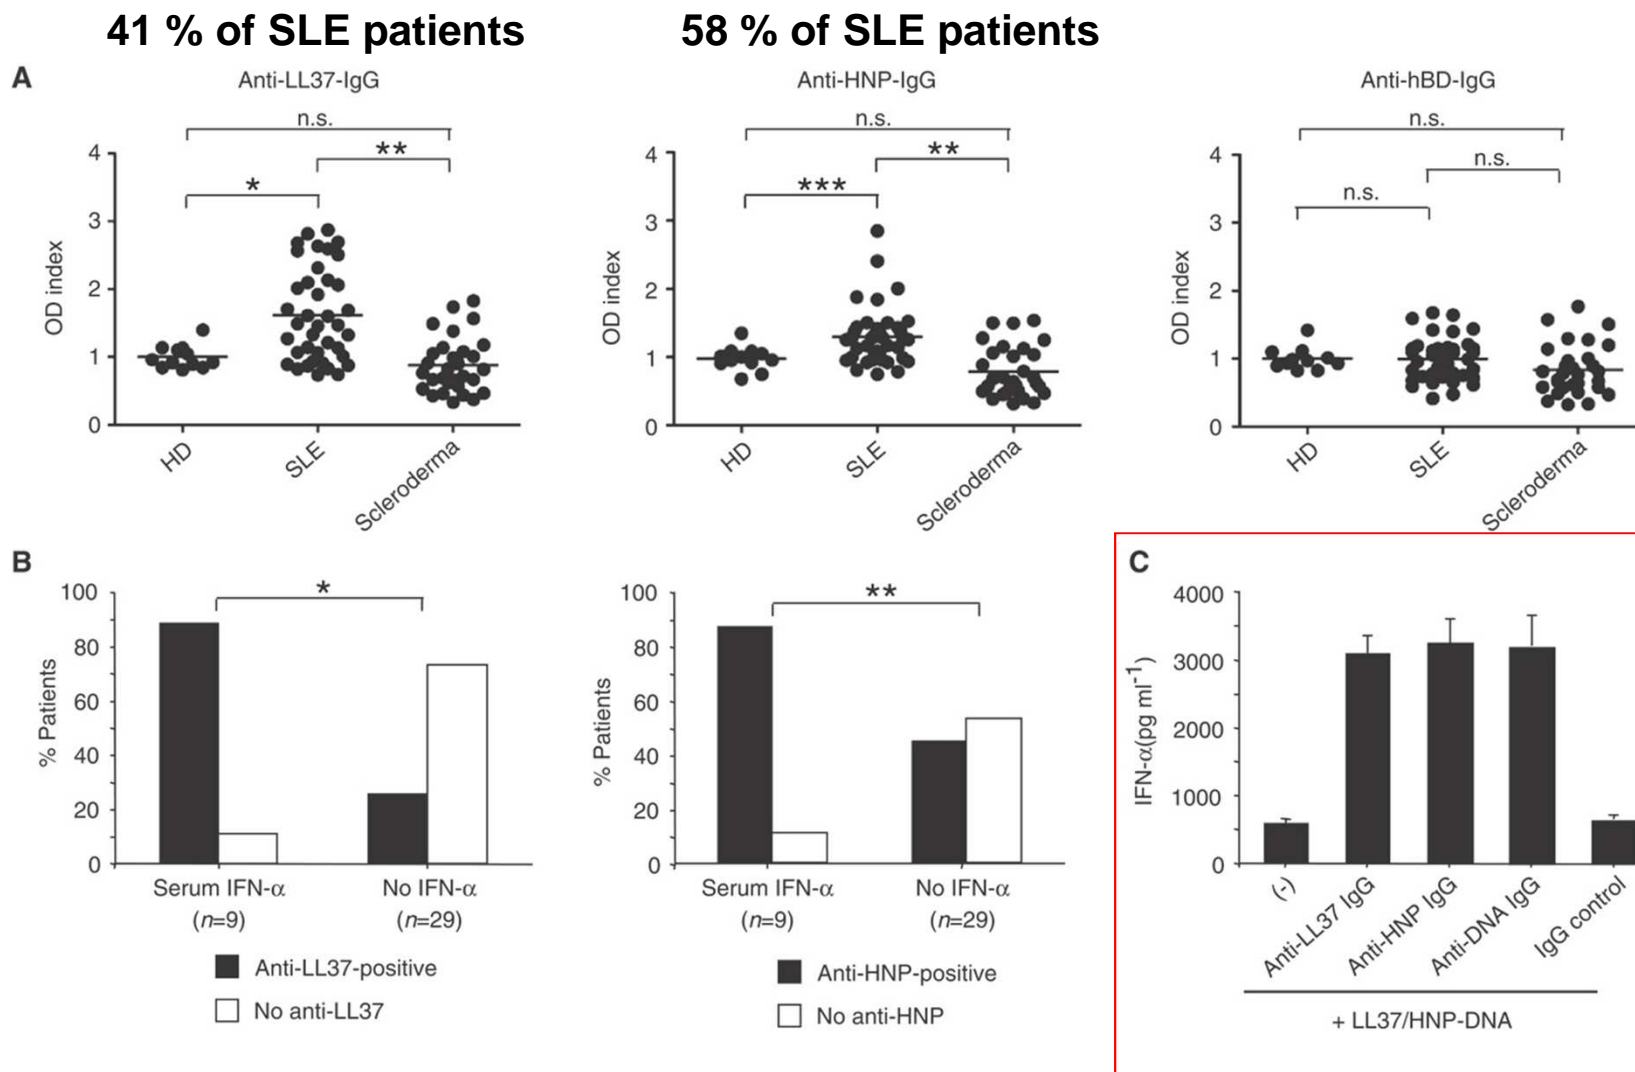 41 % of SLE patients
58 % of SLE patients
A
Anti-LL37-IgG
n.s.
**
*
4
3
2
1
0
OD index
HD
SLE
Scleroderma
Anti-HNP-IgG
n.s.
**
***
4
3
2
1
0
OD index
HD
SLE
Scleroderma
Anti-hBD-IgG
n.s.
n.s.
n.s.
4
3
2
1
0
OD index
HD
SLE
Scleroderma
B
*
100
80
60
40
20
0
% Patients
Serum IFN-α
(n=9)
No IFN-α
(n=29)
Anti-LL37-positive
No anti-LL37
**
100
80
60
40
20
0
% Patients
Serum IFN-α
(n=9)
No IFN-α
(n=29)
Anti-HNP-positive
No anti-HNP
C
4000
3000
2000
1000
0
IFN-α(pg ml-1)
(-)
Anti-LL37 IgG
Anti-HNP IgG
Anti-DNA IgG
IgG control
+ LL37/HNP-DNA